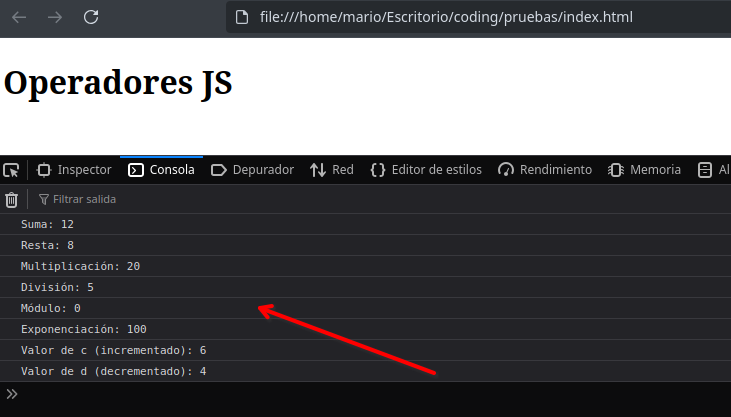 file:///home/mario/Escritorio/coding/pruebas/index.html
Operadores JS
Inspector Consola Depurador Red Editor de estilos Rendimiento Memoria Al
Filtrar salida
Suma: 12
Resta: 8
Multiplicación: 20
División: 5
Módulo: 0
Exponenciación: 100
Valor de c (incrementado): 6
Valor de d (decrementado): 4